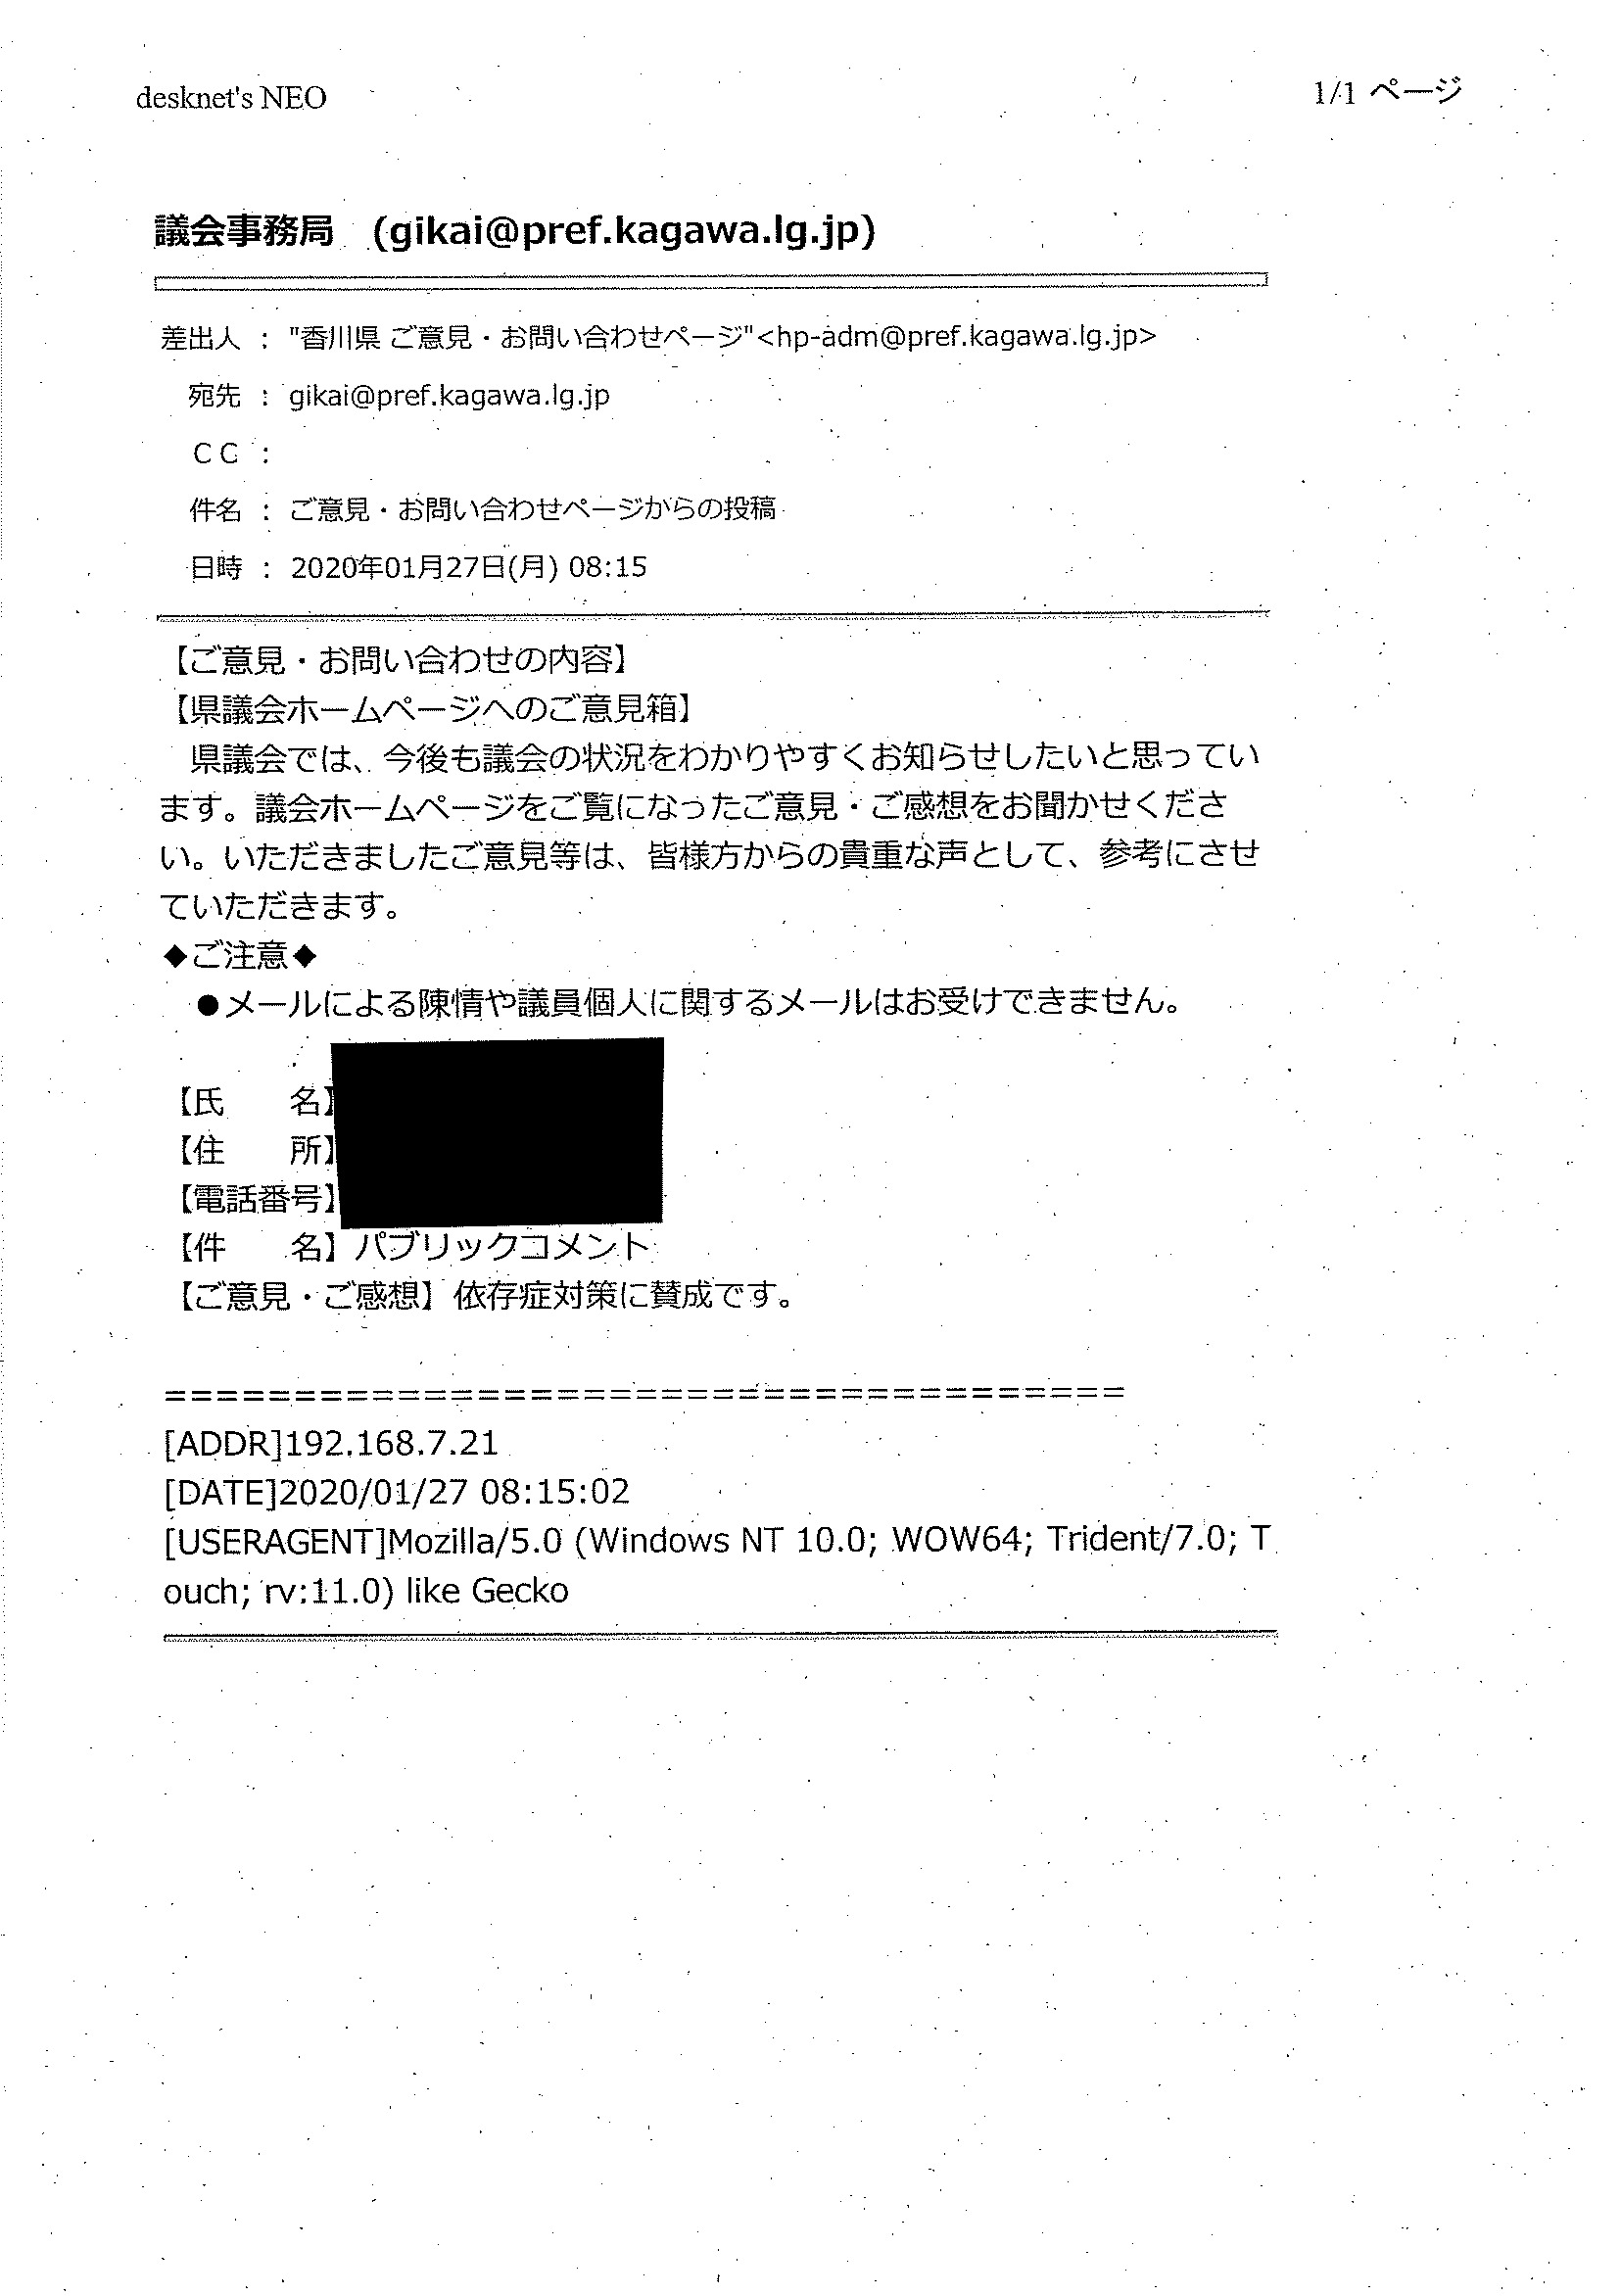 desknet's NEO
1/1 ページ
議会事務局 (gikai@pref.kagawa.lg.jp)
差出人 : "香川県 ご意見・お問い合わせページ"<hp-adm@pref.kagawa.lg.jp>
宛先 : gikai@pref.kagawa.lg.jp
CC :
件名 : ご意見・お問い合わせページからの投稿
日時 : 2020年01月27日(月) 08:15
【ご意見・お問い合わせの内容】
【県議会ホームページへのご意見箱】
県議会では、今後も議会の状況をわかりやすくお知らせしたいと思ってい
ます。議会ホームページをご覧になったご意見・ご感想をお聞かせくださ
い。いただきましたご意見等は、皆様方からの貴重な声として、参考にさせ
ていただきます。
◆ご注意◆
●メールによる陳情や議員個人に関するメールはお受けできません。
【氏　　名】
【住　　所】
【電話番号】
【件　　名】パブリックコメント
【ご意見・ご感想】依存症対策に賛成です。
=====================================
[ADDR]192.168.7.21
[DATE]2020/01/27 08:15:02
[USERAGENT]Mozilla/5.0 (Windows NT 10.0; WOW64; Trident/7.0; T
ouch; rv:11.0) like Gecko